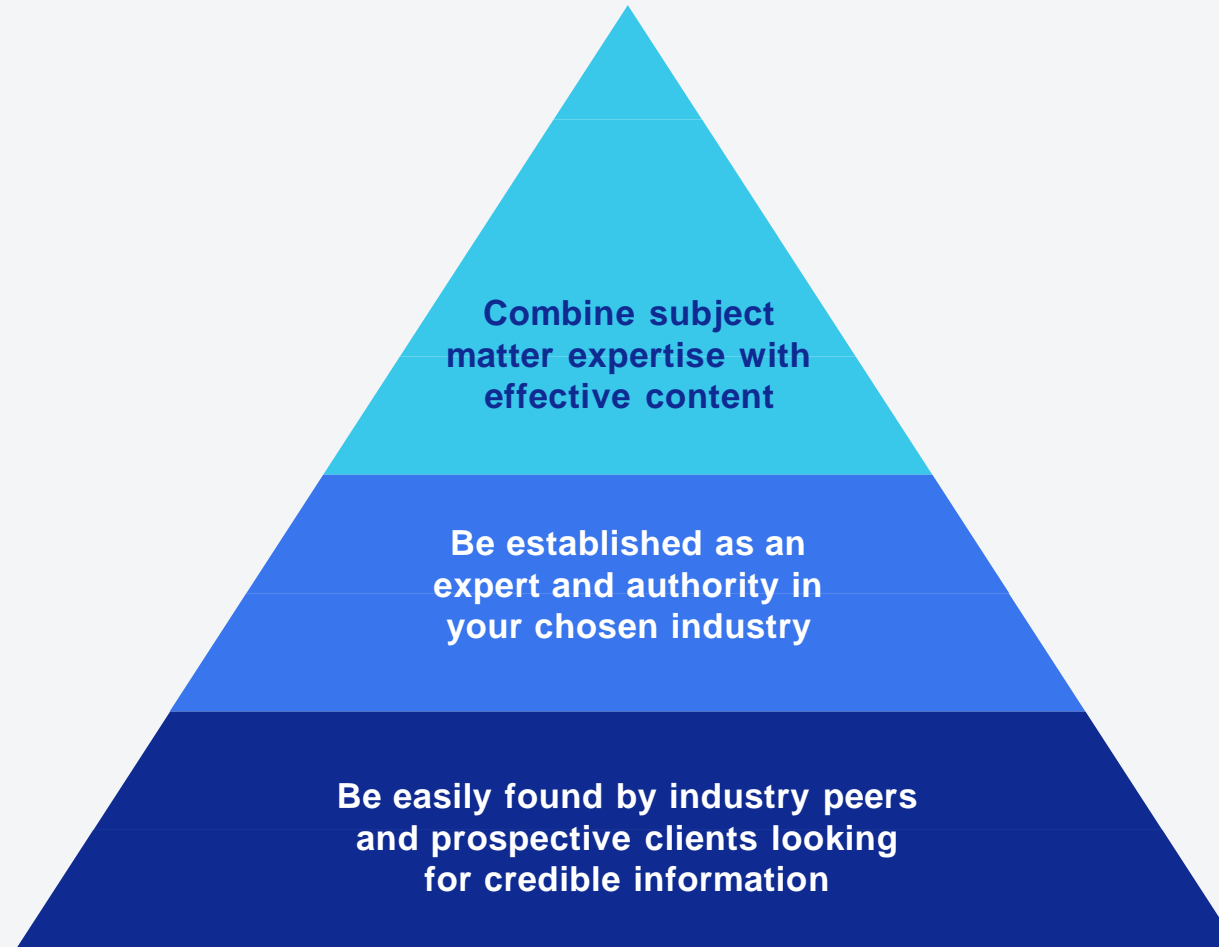 Combine subject
matter expertise with
effective content
Be established as an
expert and authority in
your chosen industry
Be easily found by industry peers
and prospective clients looking
for credible information